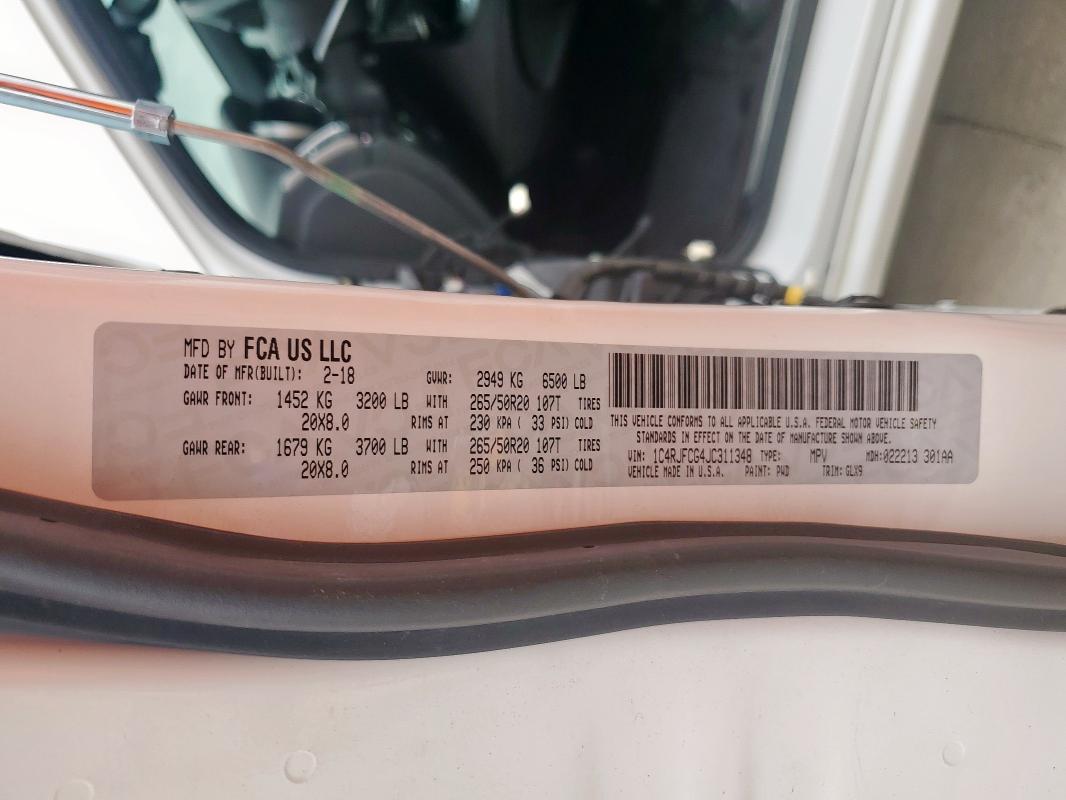 MFD BY FCA US LLC
DATE OF MFR(BUILT): 2-18 GVWR: 2949 KG 6500 LB
GAWR FRONT: 1452 KG 3200 LB WITH 265/50R20 107T TIRES
20X8.0 RIMS AT 230 KPA ( 33 PSI) COLD
GAWR REAR: 1679 KG 3700 LB WITH 265/50R20 107T TIRES
20X8.0 RIMS AT 250 KPA ( 36 PSI) COLD
THIS VEHICLE CONFORMS TO ALL APPLICABLE U.S.A. FEDERAL MOTOR VEHICLE SAFETY
STANDARDS IN EFFECT ON THE DATE OF MANUFACTURE SHOWN ABOVE.
VIN: 1C4RJFCG4JC311348 TYPE: MPV MDH:022213 301AA
VEHICLE MADE IN U.S.A. PAINT: PWD TRIM: GLX9